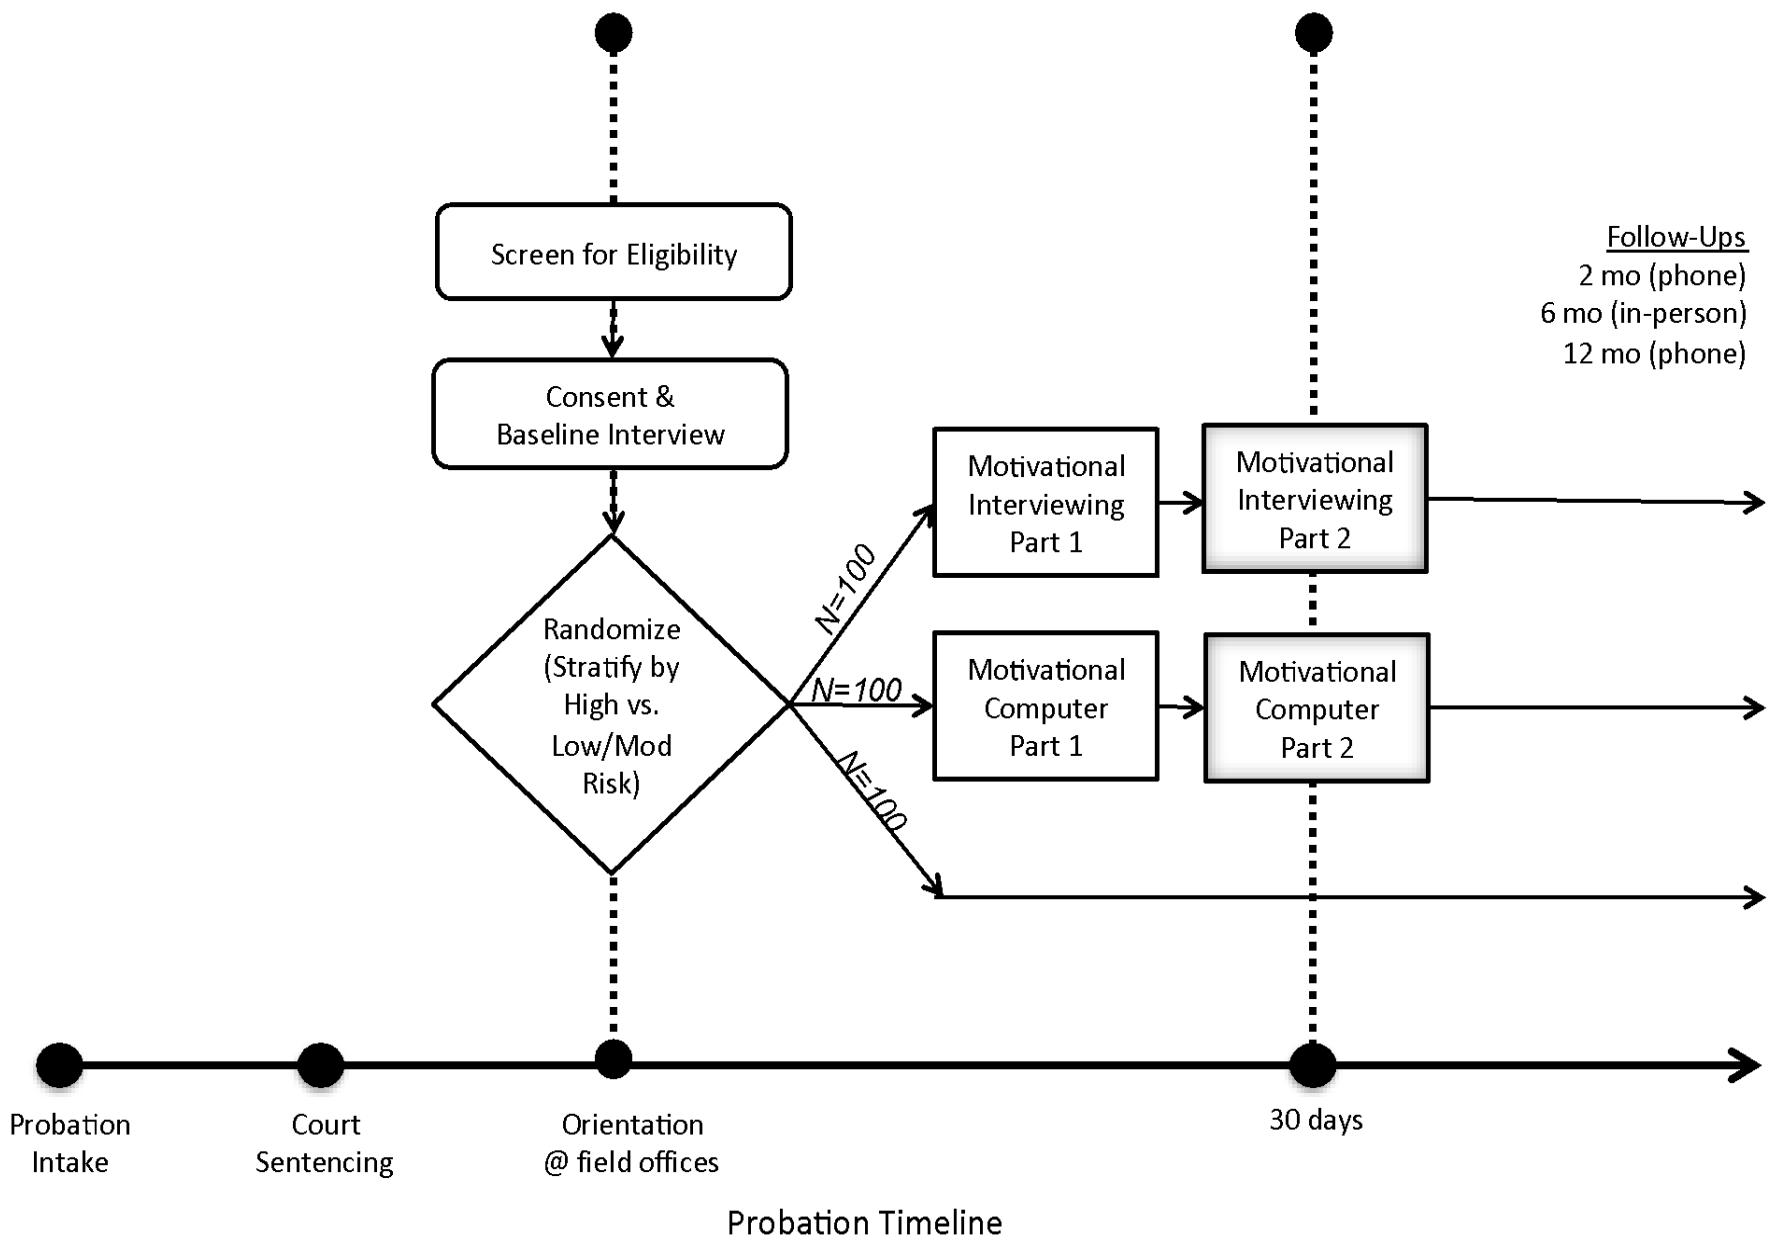 Screen for Eligibility
Consent &
Baseline Interview
Randomize
(Stratify by
High vs.
Low/Mod
Risk)
N=100
N=100
N=100
Motivational
Interviewing
Part 1
Motivational
Interviewing
Part 2
Motivational
Computer
Part 1
Motivational
Computer
Part 2
Follow-Ups
2 mo (phone)
6 mo (in-person)
12 mo (phone)
Probation
Intake
Court
Sentencing
Orientation
@ field offices
30 days
Probation Timeline